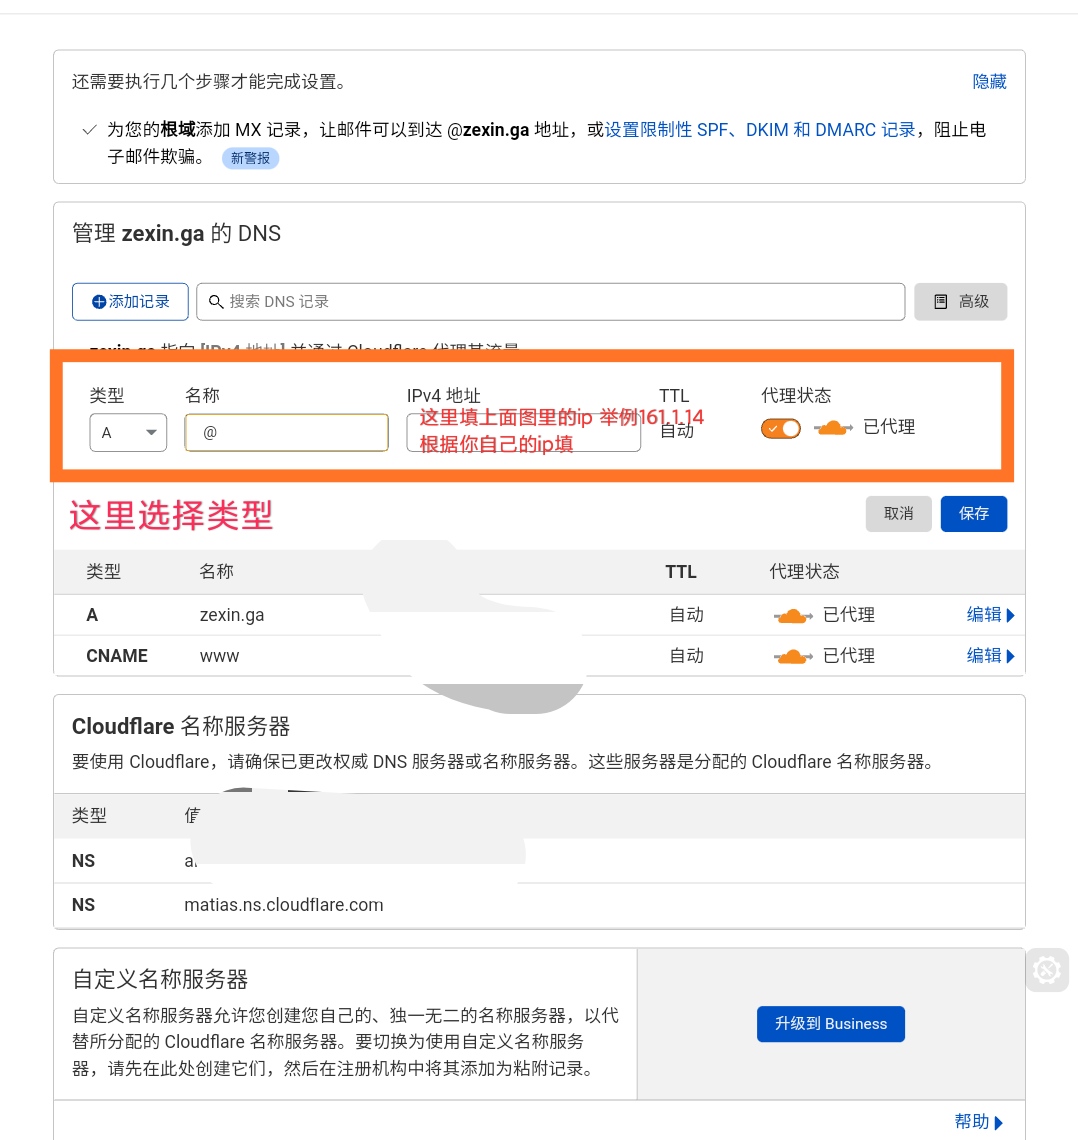 还需要执行几个步骤才能完成设置。
隐藏
为您的根域添加 MX 记录，让邮件可以到达 @zexin.ga 地址，或设置限制性 SPF、DKIM 和 DMARC 记录，阻止电
子邮件欺骗。 新警报
管理 zexin.ga 的 DNS
添加记录
搜索 DNS 记录
高级
zexin.ga 指向 [IPv4 地址] 并通过 Cloudflare 代理其流量
类型 名称 IPv4 地址 TTL 代理状态
这里填上面图里的ip 举例161.1.14
根据你自己的ip填
A @ 自动 已代理
这里选择类型
取消 保存
类型 名称 TTL 代理状态
A zexin.ga 自动 已代理 编辑
CNAME www 自动 已代理 编辑
Cloudflare 名称服务器
要使用 Cloudflare，请确保已更改权威 DNS 服务器或名称服务器。这些服务器是分配的 Cloudflare 名称服务器。
类型 值
NS
NS matias.ns.cloudflare.com
自定义名称服务器
自定义名称服务器允许您创建您自己的、独一无二的名称服务器，以代
替所分配的 Cloudflare 名称服务器。要切换为使用自定义名称服务
器，请先在此处创建它们，然后在注册机构中将其添加为粘附记录。
升级到 Business
帮助